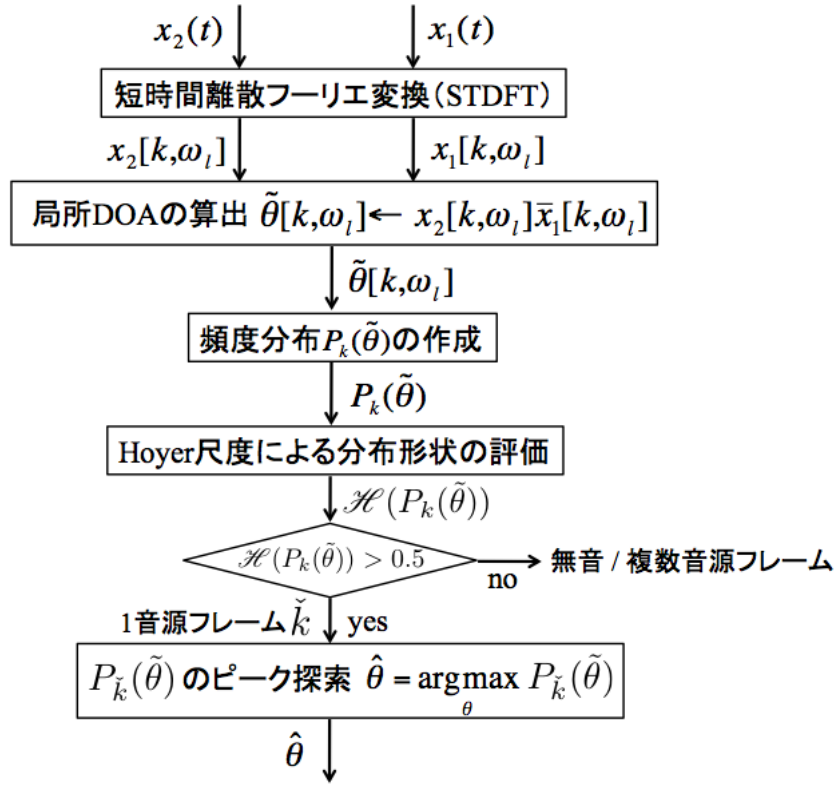 x₂(t) x₁(t)
短時間離散フーリエ変換（STDFT）
x₂[k,ω_l] x₁[k,ω_l]
局所DOAの算出 θ̃[k,ω_l]← x₂[k,ω_l]x̄₁[k,ω_l]
θ̃[k,ω_l]
頻度分布P_k(θ̃)の作成
P_k(θ̃)
Hoyer尺度による分布形状の評価
ℋ(P_k(θ̃))
ℋ(P_k(θ̃)) > 0.5
no
無音 / 複数音源フレーム
1音源フレーム ǩ yes
P_ǩ(θ̃) のピーク探索 θ̂ = argmax P_ǩ(θ̃)
θ
θ̂